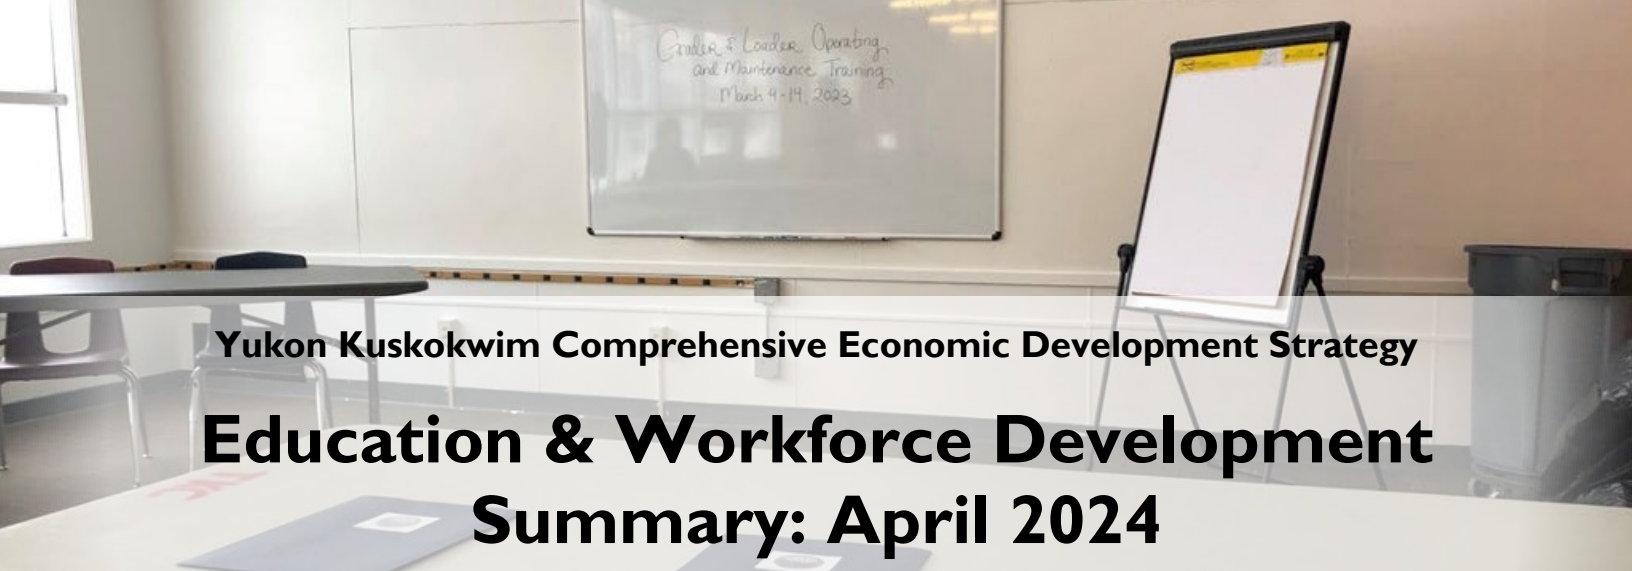 Grader & Loader Operating
and Maintenance Training
March 4-14, 2023
Yukon Kuskokwim Comprehensive Economic Development Strategy
Education & Workforce Development
Summary: April 2024